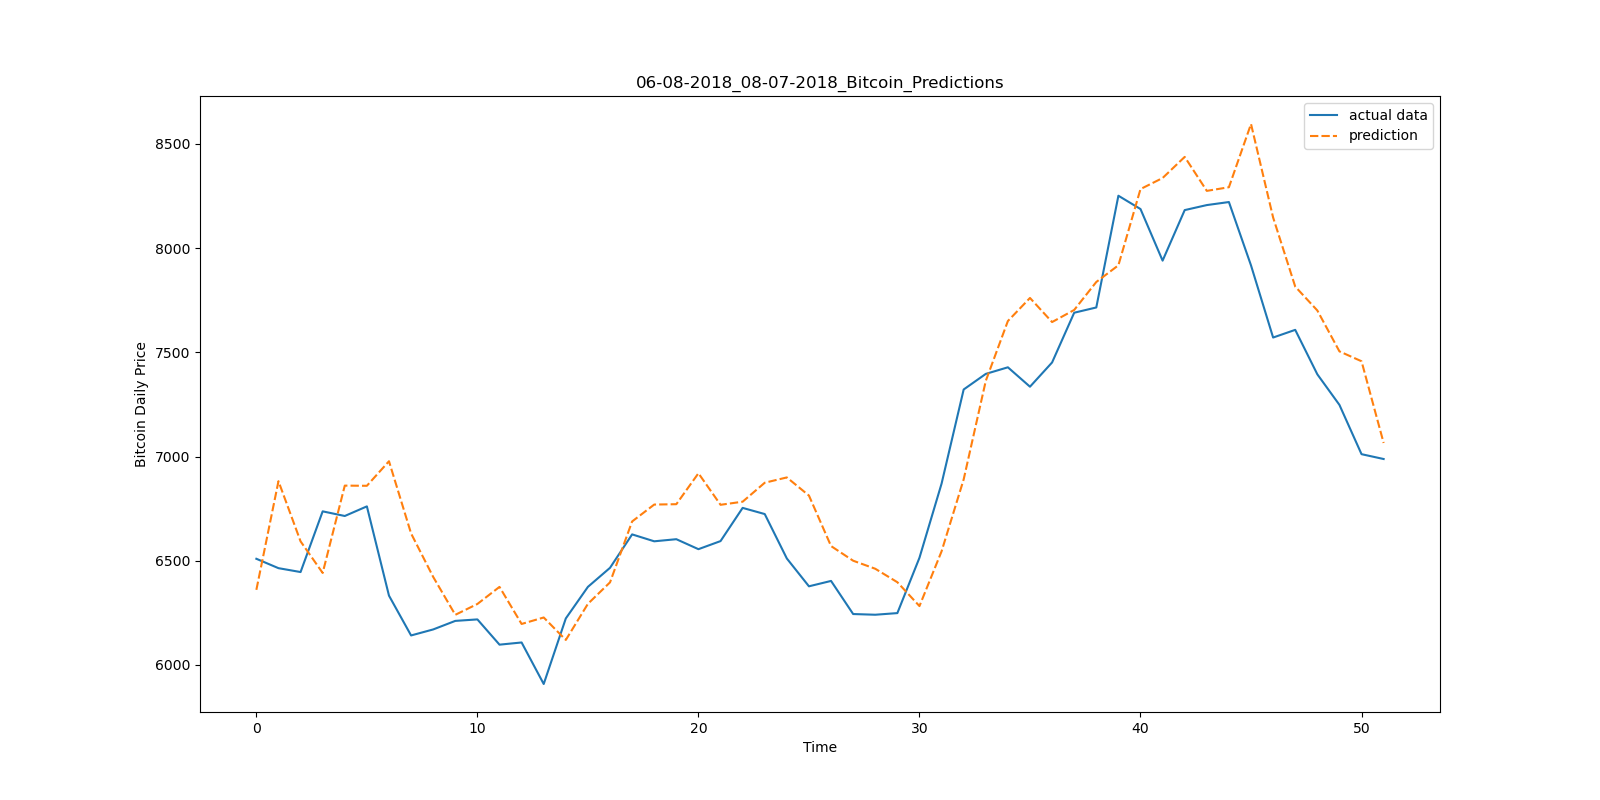 06-08-2018_08-07-2018_Bitcoin_Predictions
actual data
prediction
8500
8000
7500
7000
6500
6000
Bitcoin Daily Price
0 10 20 30 40 50
Time